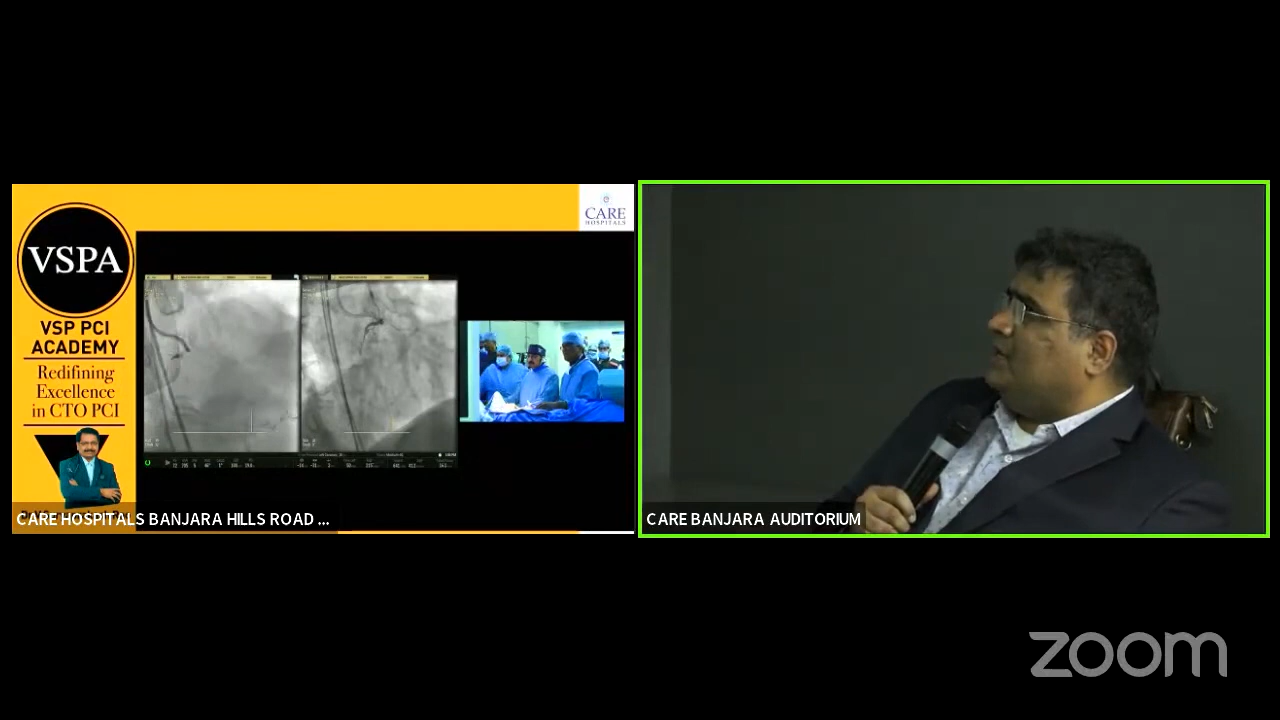 VSPA
VSP PCI
ACADEMY
Redifining
Excellence
in CTO PCI
CARE
HOSPITALS
CARE HOSPITALS BANJARA HILLS ROAD ...
CARE BANJARA AUDITORIUM
zoom